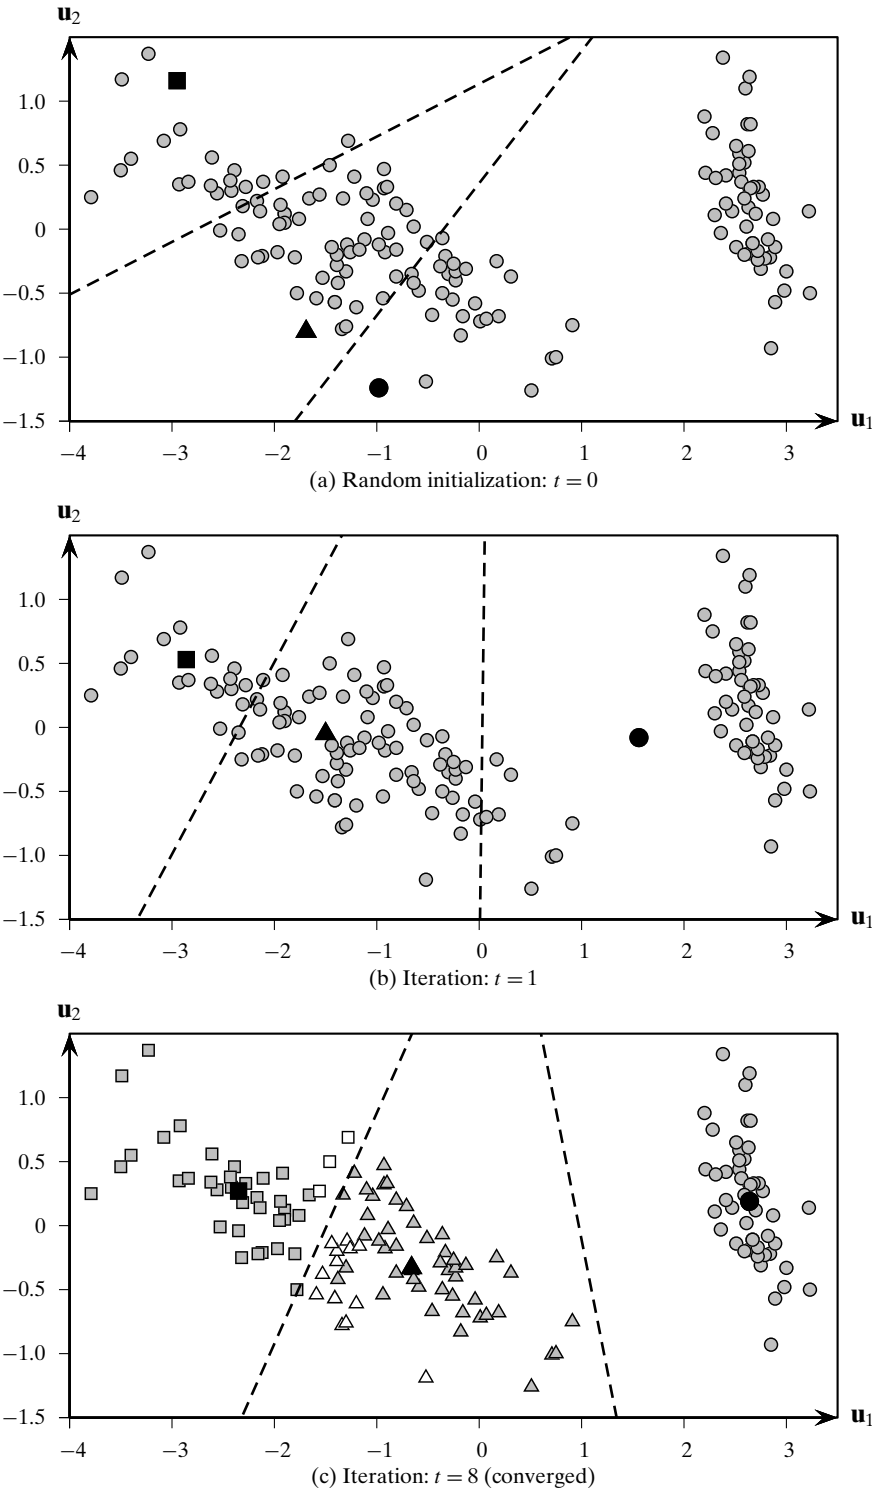 u2
1.0
0.5
0
−0.5
−1.0
−1.5
u1
−4 −3 −2 −1 0 1 2 3
(a) Random initialization: t = 0
u2
1.0
0.5
0
−0.5
−1.0
−1.5
u1
−4 −3 −2 −1 0 1 2 3
(b) Iteration: t = 1
u2
1.0
0.5
0
−0.5
−1.0
−1.5
u1
−4 −3 −2 −1 0 1 2 3
(c) Iteration: t = 8 (converged)